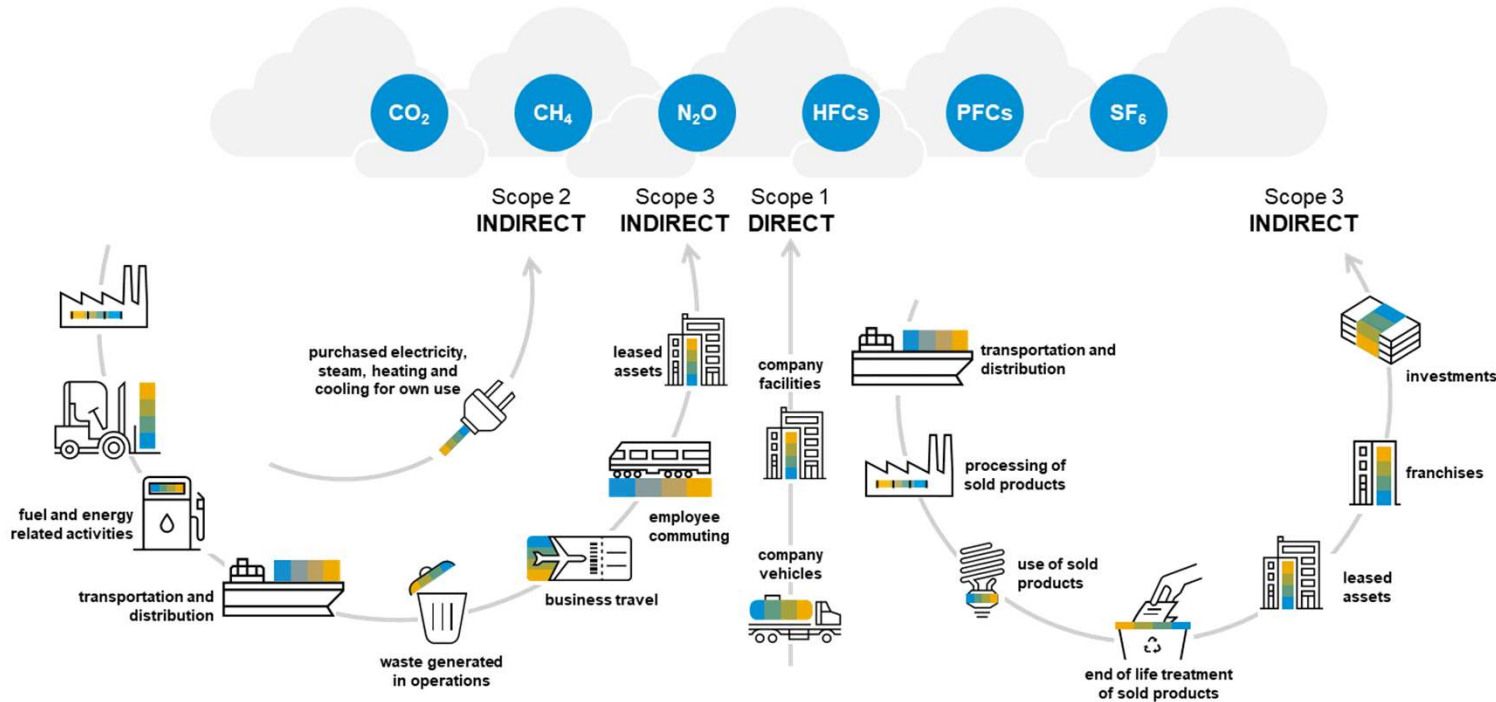 CO₂
CH₄
N₂O
HFCs
PFCs
SF₆
Scope 2
INDIRECT
Scope 3
INDIRECT
Scope 1
DIRECT
Scope 3
INDIRECT
fuel and energy
related activities
transportation and
distribution
waste generated
in operations
business travel
employee
commuting
leased
assets
purchased electricity,
steam, heating and
cooling for own use
company
facilities
company
vehicles
transportation and
distribution
processing of
sold products
use of sold
products
end of life treatment
of sold products
leased
assets
franchises
investments